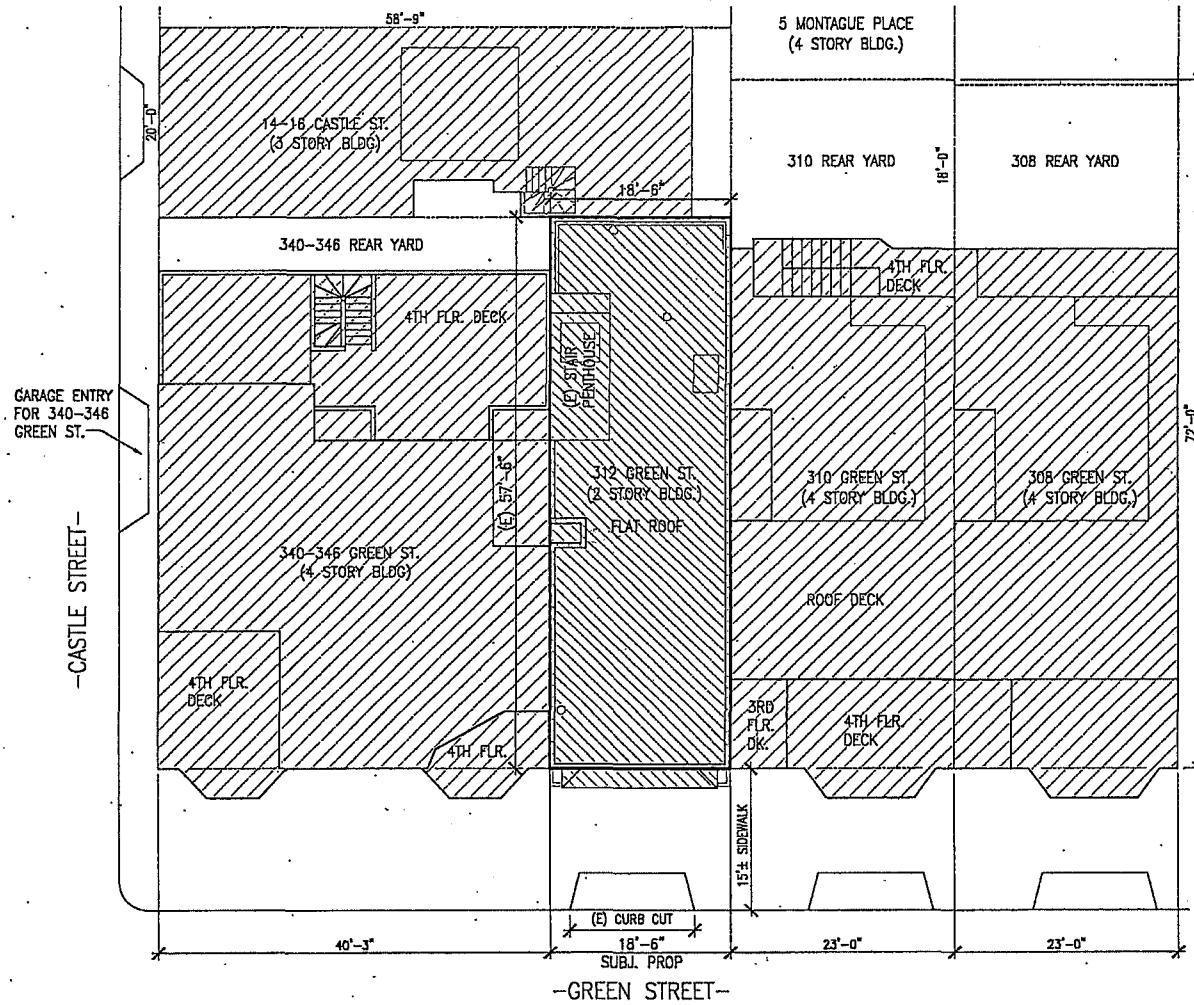 58'-9"
5 MONTAGUE PLACE
(4 STORY BLDG.)
20'-0"
14-16 CASTLE ST.
(3 STORY BLDG)
18'-6"
310 REAR YARD
18'-0"
308 REAR YARD
340-346 REAR YARD
4TH FLR.
DECK
4TH FLR. DECK
(E) STAIR
PENTHOUSE
GARAGE ENTRY
FOR 340-346
GREEN ST.
72'-0"
(E) 57'-6"
312 GREEN ST.
(2 STORY BLDG.)
FLAT ROOF
310 GREEN ST.
(4 STORY BLDG.)
308 GREEN ST.
(4 STORY BLDG.)
340-346 GREEN ST.
(4 STORY BLDG)
-CASTLE STREET-
ROOF DECK
4TH FLR.
DECK
4TH FLR.
3RD
FLR.
DK.
4TH FLR.
DECK
15'± SIDEWALK
(E) CURB CUT
40'-3"
18'-6"
SUBJ. PROP
23'-0"
23'-0"
-GREEN STREET-